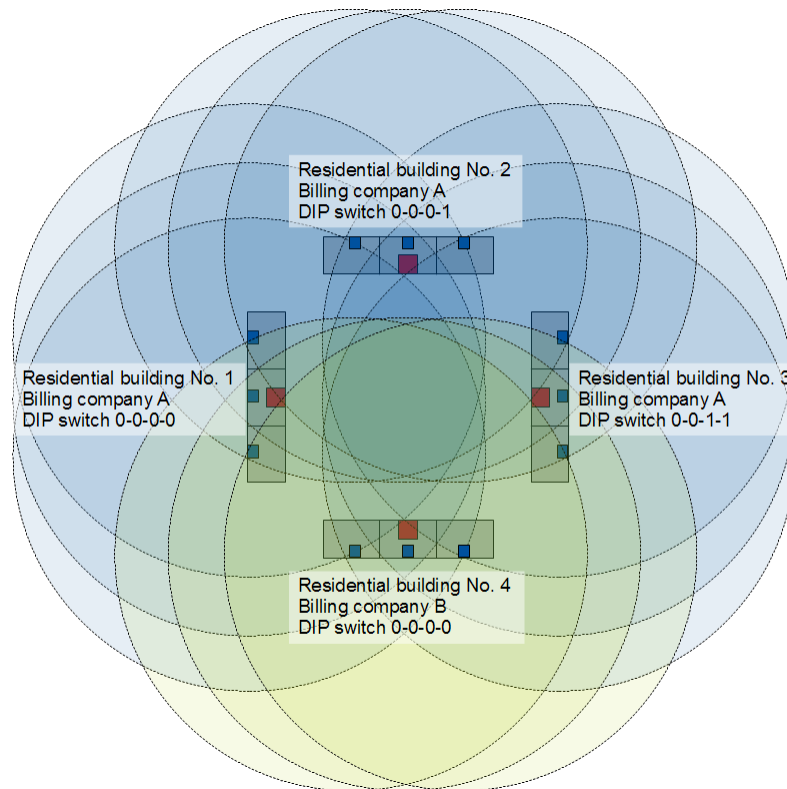 Residential building No. 2
Billing company A
DIP switch 0-0-0-1
Residential building No. 1
Billing company A
DIP switch 0-0-0-0
Residential building No. 3
Billing company A
DIP switch 0-0-1-1
Residential building No. 4
Billing company B
DIP switch 0-0-0-0